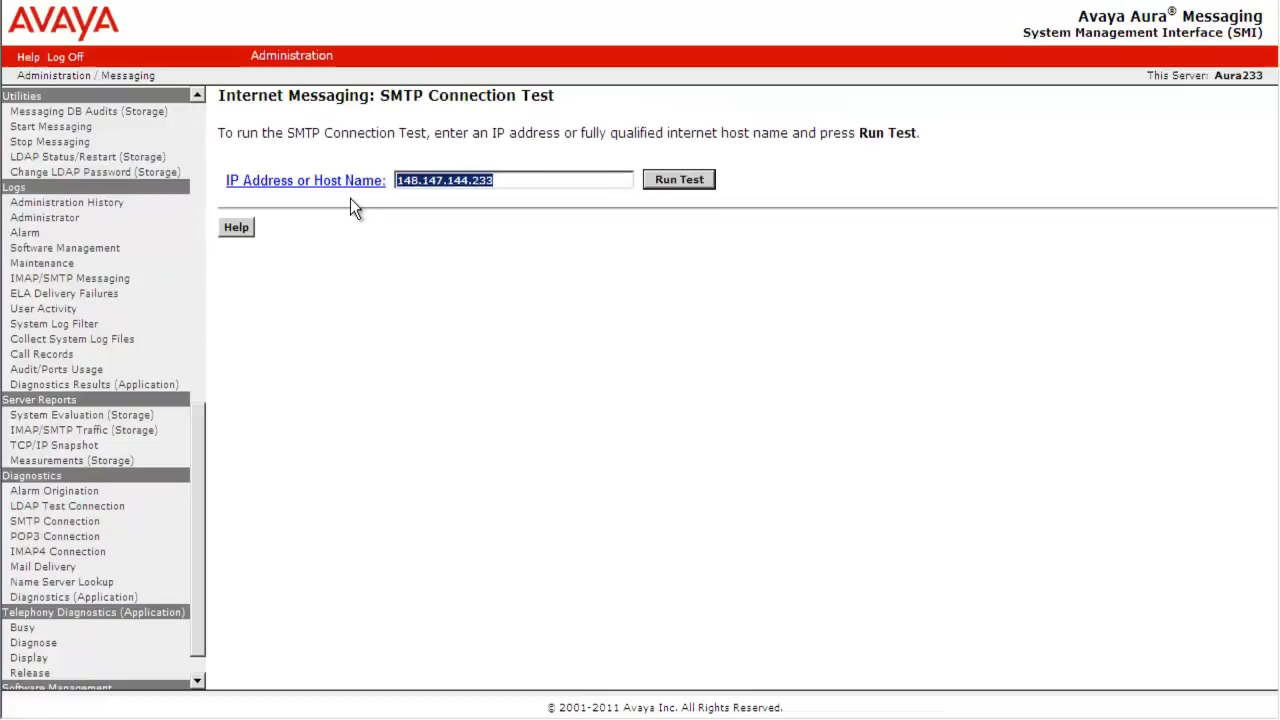 AVAYA
Avaya Aura® Messaging
System Management Interface (SMI)
Help Log Off
Administration
Administration / Messaging
This Server: Aura233
Utilities
Messaging DB Audits (Storage)
Start Messaging
Stop Messaging
LDAP Status/Restart (Storage)
Change LDAP Password (Storage)
Logs
Administration History
Administrator
Alarm
Software Management
Maintenance
IMAP/SMTP Messaging
ELA Delivery Failures
User Activity
System Log Filter
Collect System Log Files
Call Records
Audit/Ports Usage
Diagnostics Results (Application)
Server Reports
System Evaluation (Storage)
IMAP/SMTP Traffic (Storage)
TCP/IP Snapshot
Measurements (Storage)
Diagnostics
Alarm Origination
LDAP Test Connection
SMTP Connection
POP3 Connection
IMAP4 Connection
Mail Delivery
Name Server Lookup
Diagnostics (Application)
Telephony Diagnostics (Application)
Busy
Diagnose
Display
Release
Software Management
Internet Messaging: SMTP Connection Test
To run the SMTP Connection Test, enter an IP address or fully qualified internet host name and press Run Test.
IP Address or Host Name: 148.147.144.233 Run Test
Help
© 2001-2011 Avaya Inc. All Rights Reserved.